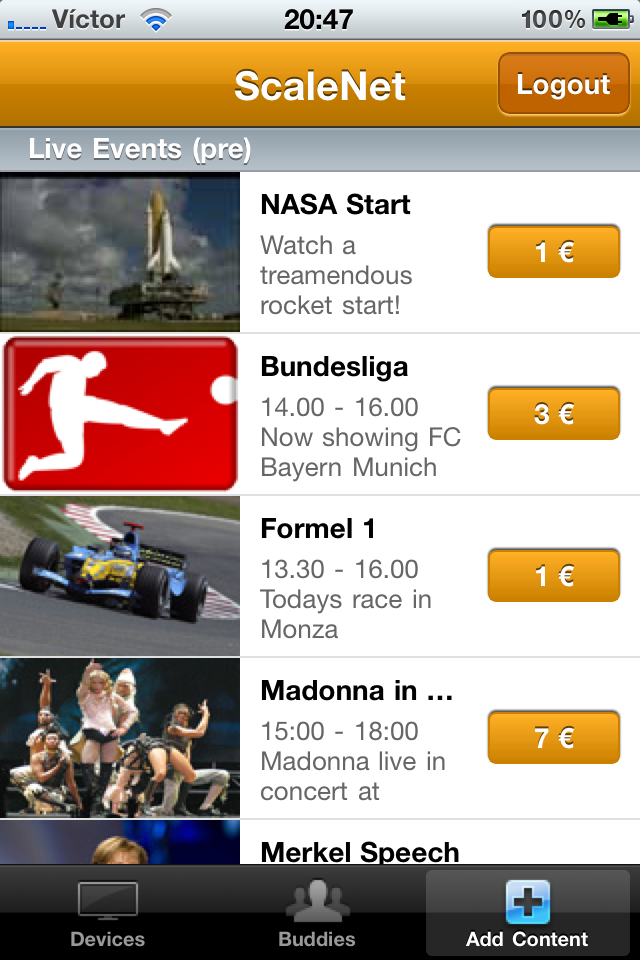 Víctor 20:47 100%
ScaleNet Logout
Live Events (pre)
NASA Start
Watch a
treamendous
rocket start!
1 €
Bundesliga
14.00 - 16.00
Now showing FC
Bayern Munich
3 €
Formel 1
13.30 - 16.00
Todays race in
Monza
1 €
Madonna in ...
15:00 - 18:00
Madonna live in
concert at
7 €
Merkel Speech
Devices Buddies Add Content